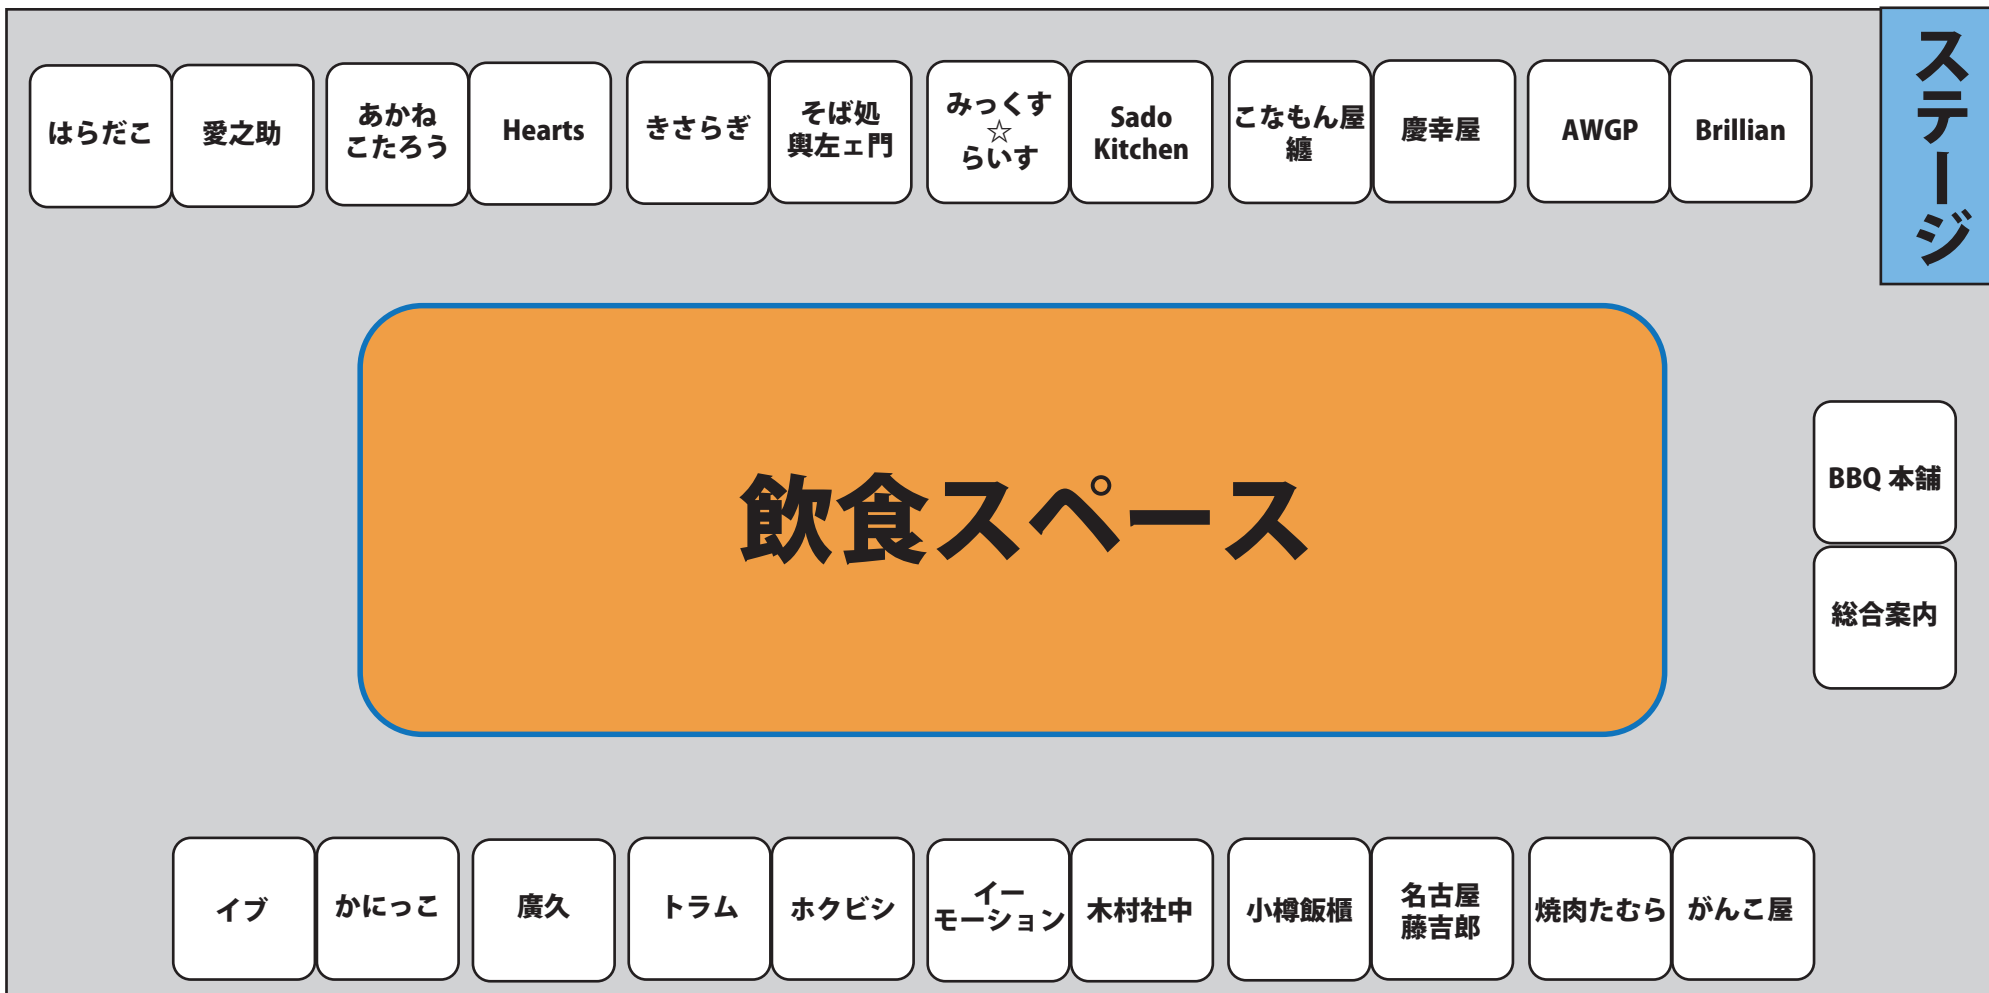 はらだこ
愛之助
あかね
こたろう
Hearts
きさらぎ
そば処
輿左ェ門
みっくす
☆
らいす
Sado
Kitchen
こなもん屋
纏
慶幸屋
AWGP
Brillian
ステージ
飲食スペース
BBQ 本舗
総合案内
イブ
かにっこ
廣久
トラム
ホクビシ
イー
モーション
木村社中
小樽飯櫃
名古屋
藤吉郎
焼肉たむら
がんこ屋